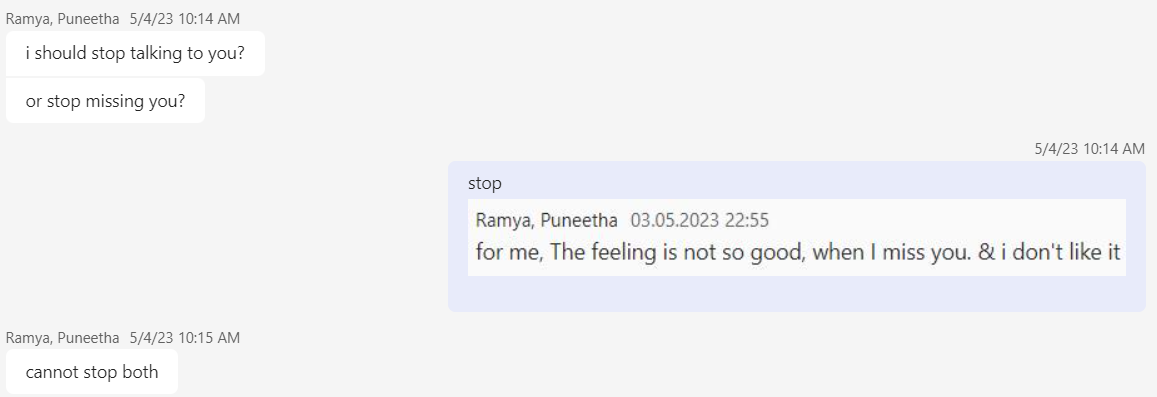 Ramya, Puneetha 5/4/23 10:14 AM
i should stop talking to you?
or stop missing you?
5/4/23 10:14 AM
stop
Ramya, Puneetha 03.05.2023 22:55
for me, The feeling is not so good, when I miss you. & i don't like it
Ramya, Puneetha 5/4/23 10:15 AM
cannot stop both